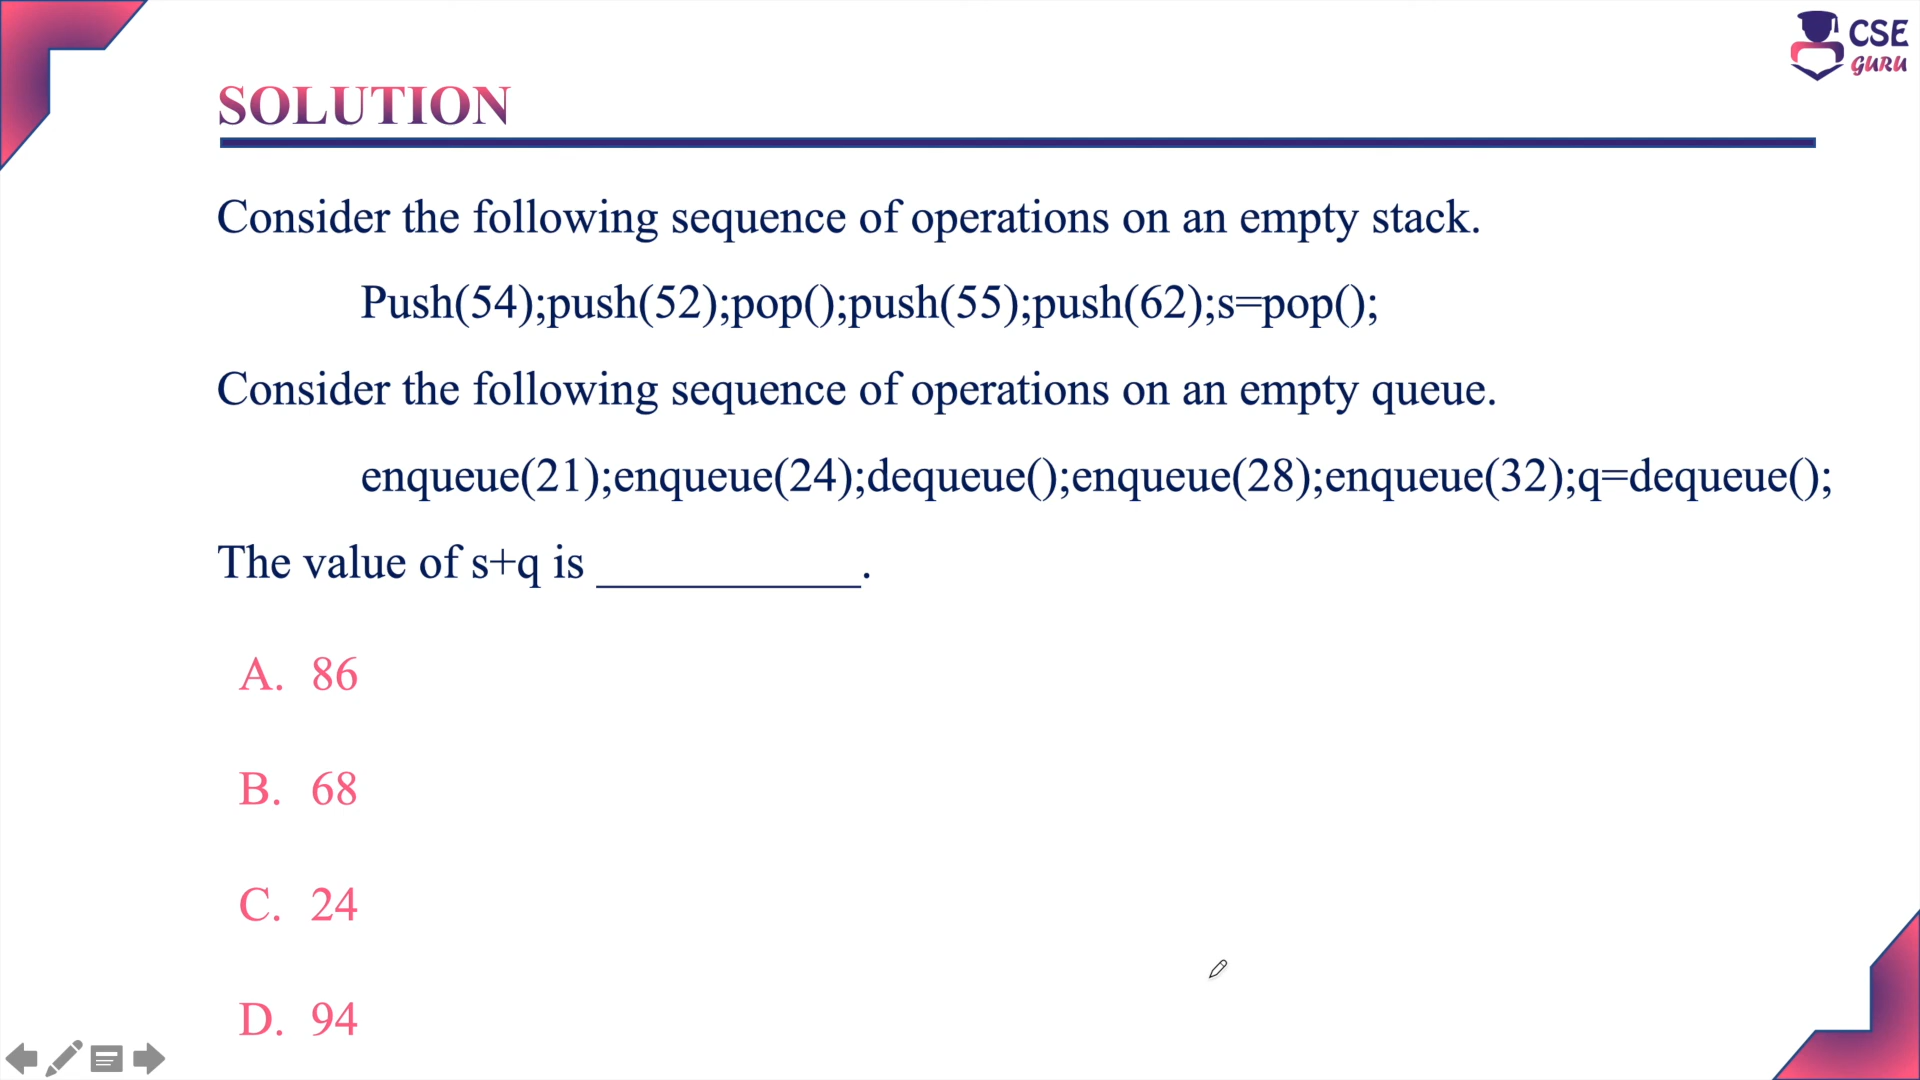 CSE
GURU
SOLUTION
Consider the following sequence of operations on an empty stack.
Push(54);push(52);pop();push(55);push(62);s=pop();
Consider the following sequence of operations on an empty queue.
enqueue(21);enqueue(24);dequeue();enqueue(28);enqueue(32);q=dequeue();
The value of s+q is ___________.
A. 86
B. 68
C. 24
D. 94